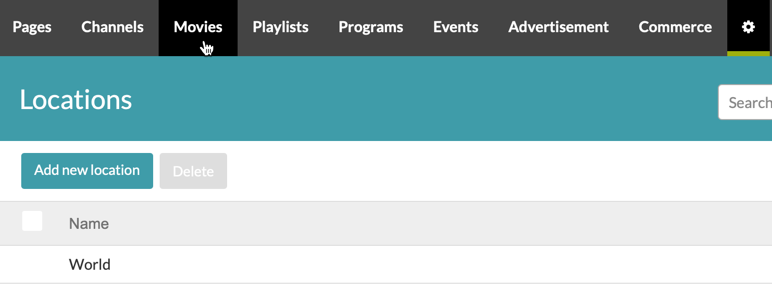 Pages Channels Movies Playlists Programs Events Advertisement Commerce
Locations
Search
Add new location Delete
Name
World